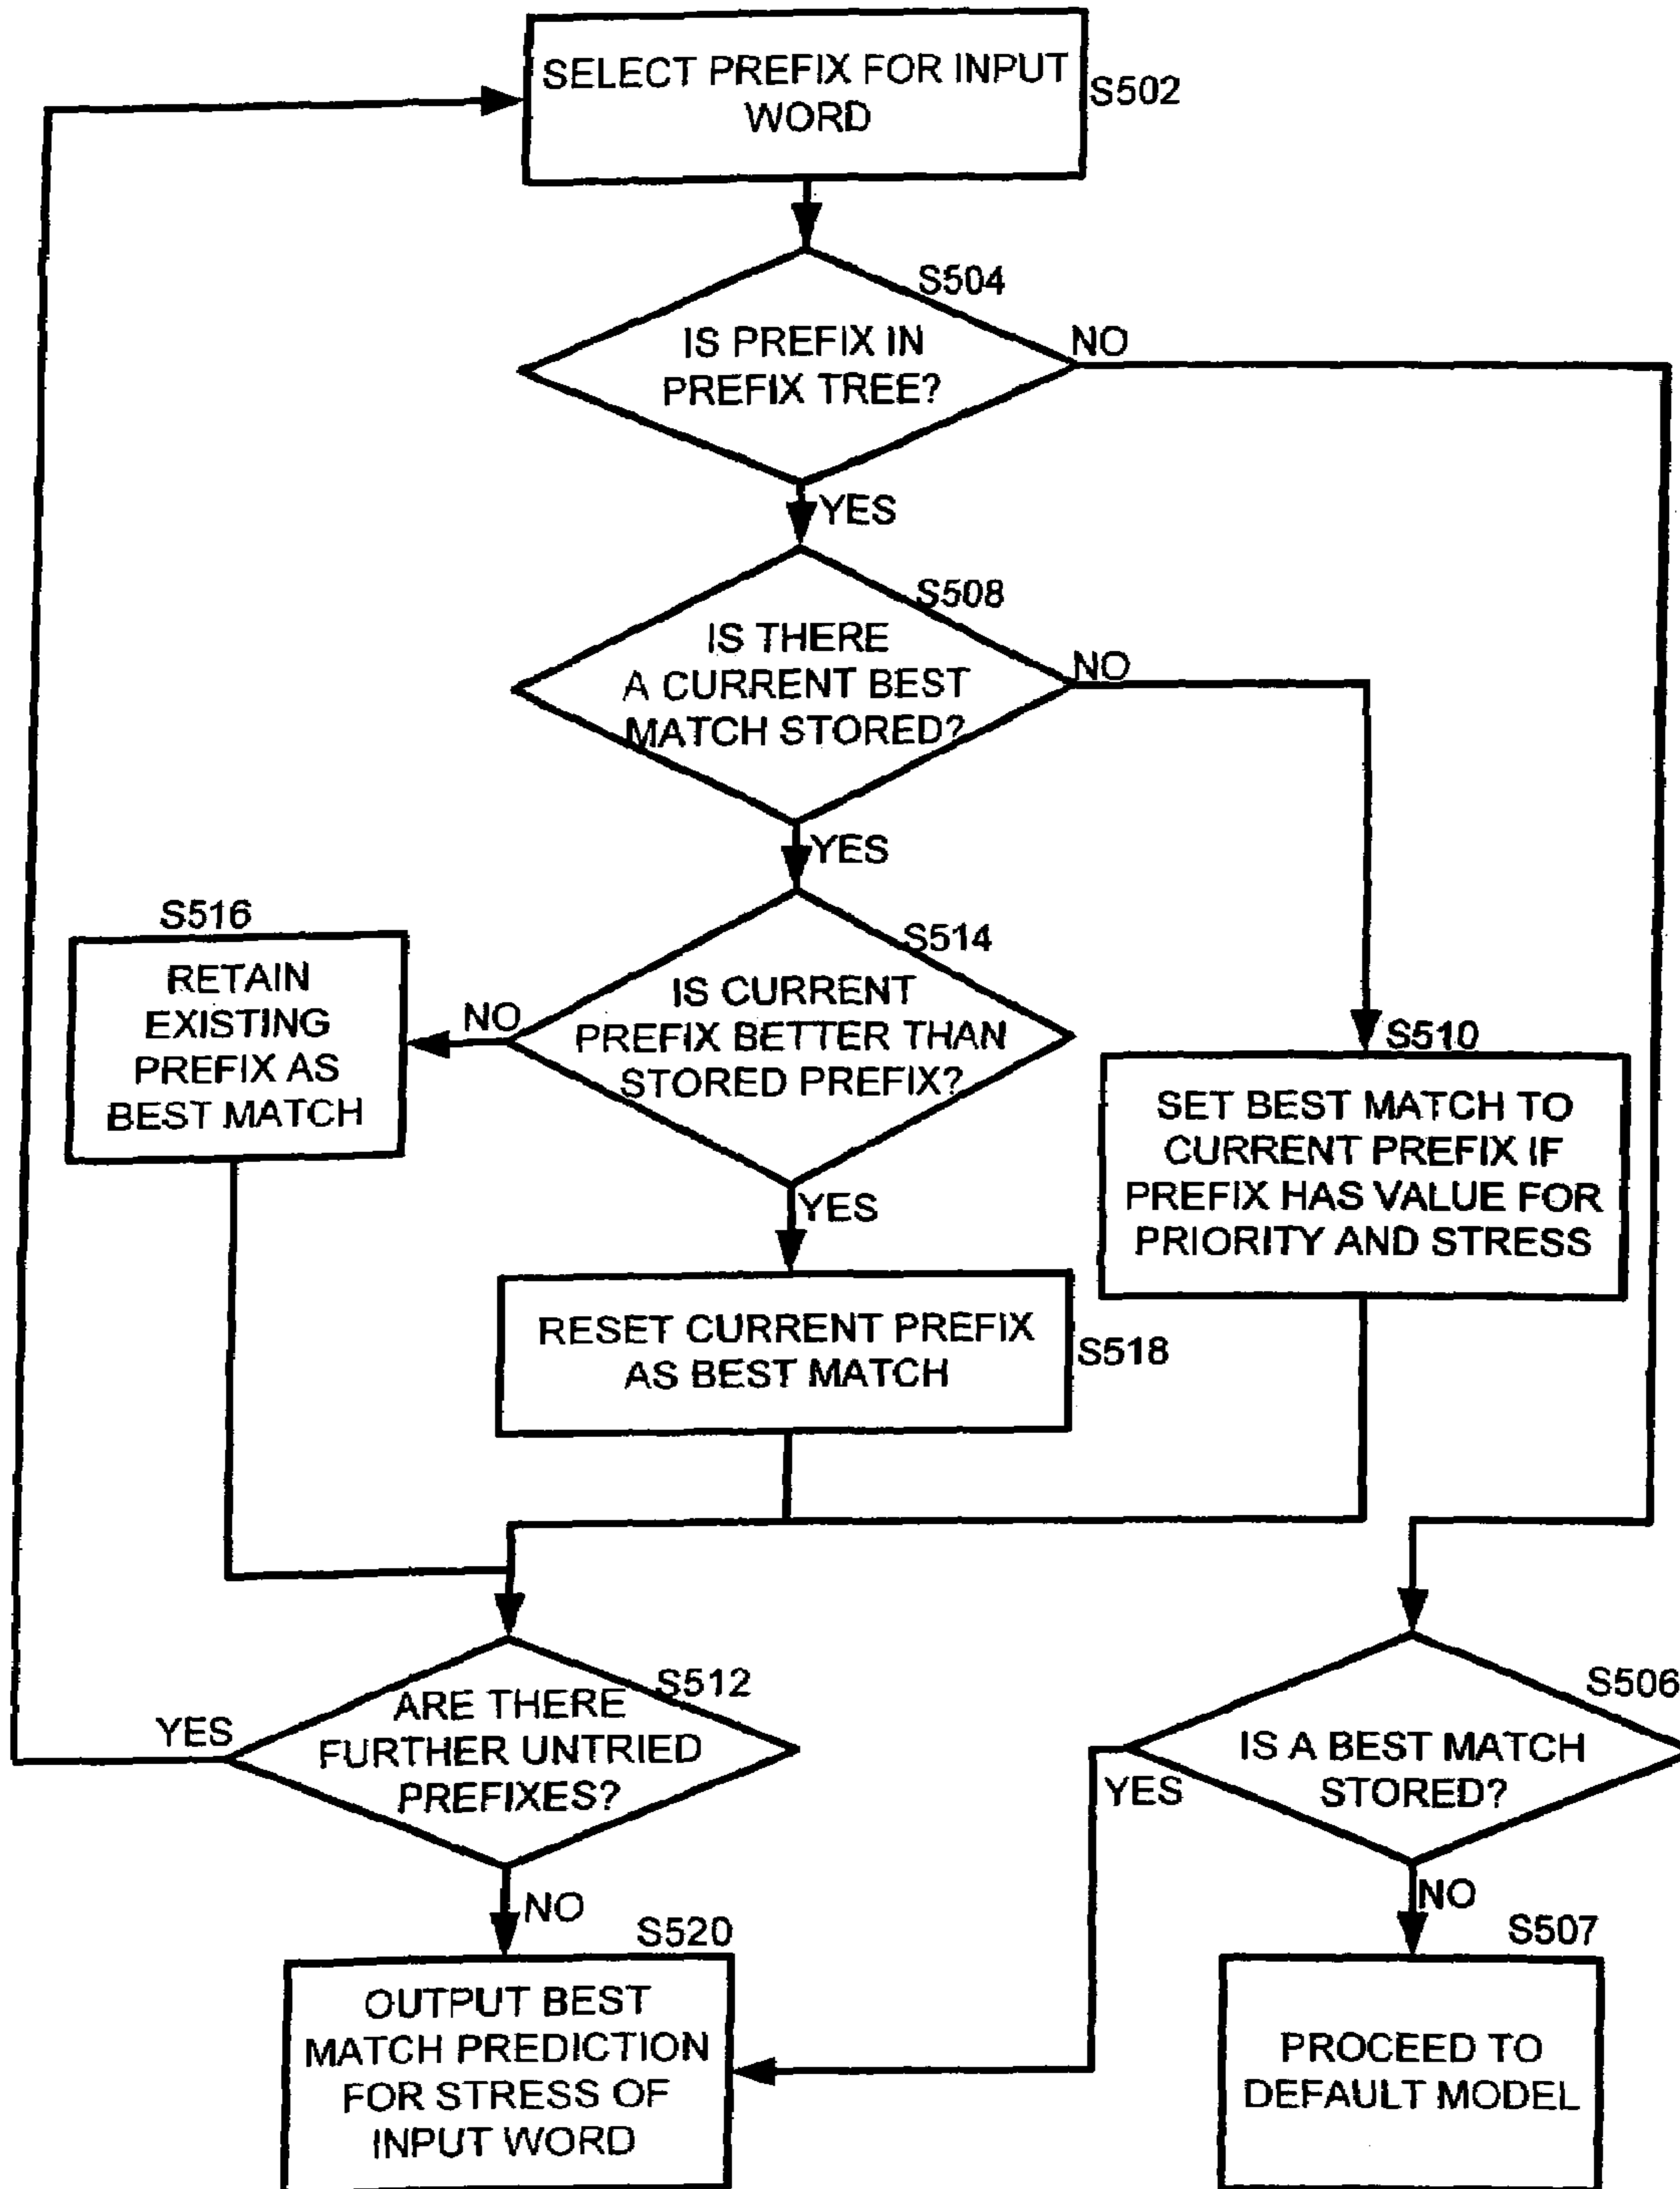 SELECT PREFIX FOR INPUT
WORD
S502
S504
IS PREFIX IN
PREFIX TREE?
NO
YES
S508
IS THERE
A CURRENT BEST
MATCH STORED?
NO
YES
S516
RETAIN
EXISTING
PREFIX AS
BEST MATCH
NO
S514
IS CURRENT
PREFIX BETTER THAN
STORED PREFIX?
YES
S510
SET BEST MATCH TO
CURRENT PREFIX IF
PREFIX HAS VALUE FOR
PRIORITY AND STRESS
RESET CURRENT PREFIX
AS BEST MATCH
S518
S512
ARE THERE
FURTHER UNTRIED
PREFIXES?
YES
NO
S506
IS A BEST MATCH
STORED?
YES
NO
S520
OUTPUT BEST
MATCH PREDICTION
FOR STRESS OF
INPUT WORD
S507
PROCEED TO
DEFAULT MODEL